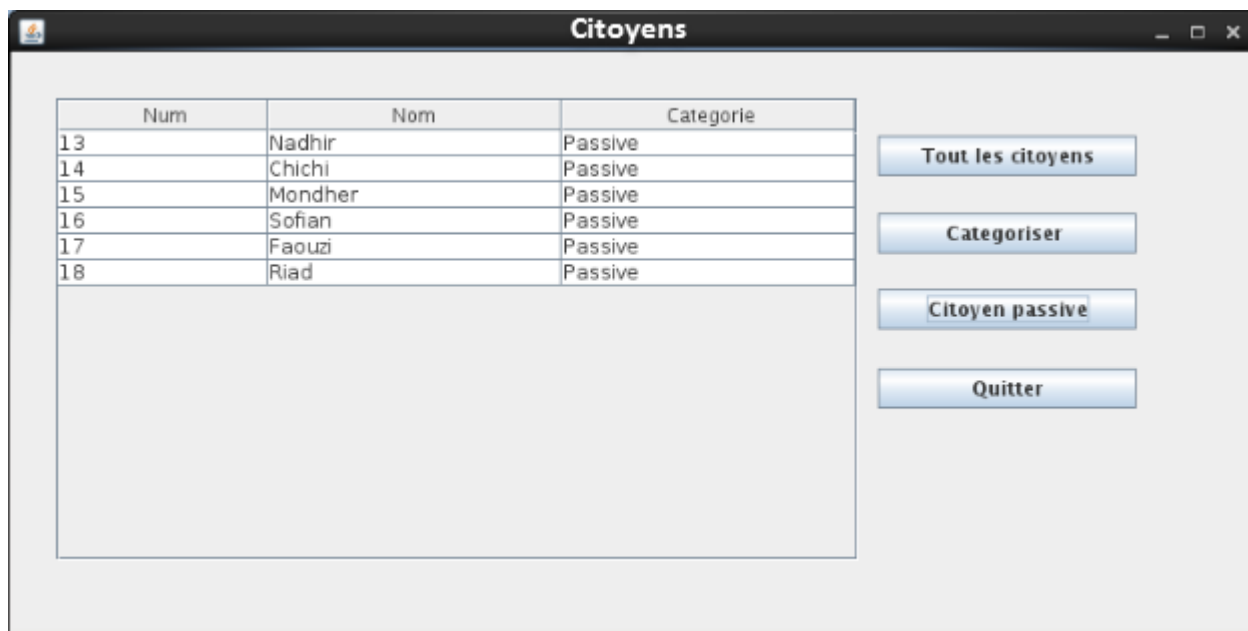 Citoyens
Num Nom Categorie
13 Nadhir Passive
14 Chichi Passive
15 Mondher Passive
16 Sofian Passive
17 Faouzi Passive
18 Riad Passive
Tout les citoyens
Categoriser
Citoyen passive
Quitter